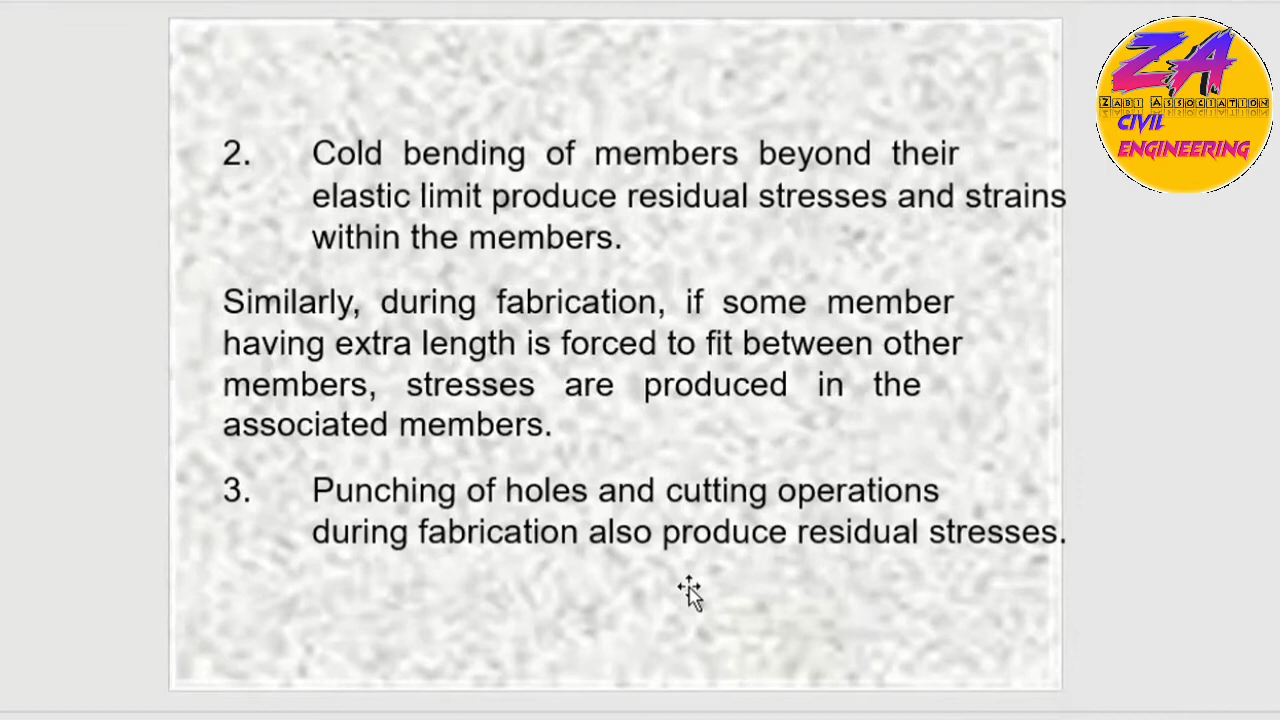 ZA
ZABI ASSOCIATION
CIVIL
ENGINEERING
2. Cold bending of members beyond their
elastic limit produce residual stresses and strains
within the members.
Similarly, during fabrication, if some member
having extra length is forced to fit between other
members, stresses are produced in the
associated members.
3. Punching of holes and cutting operations
during fabrication also produce residual stresses.